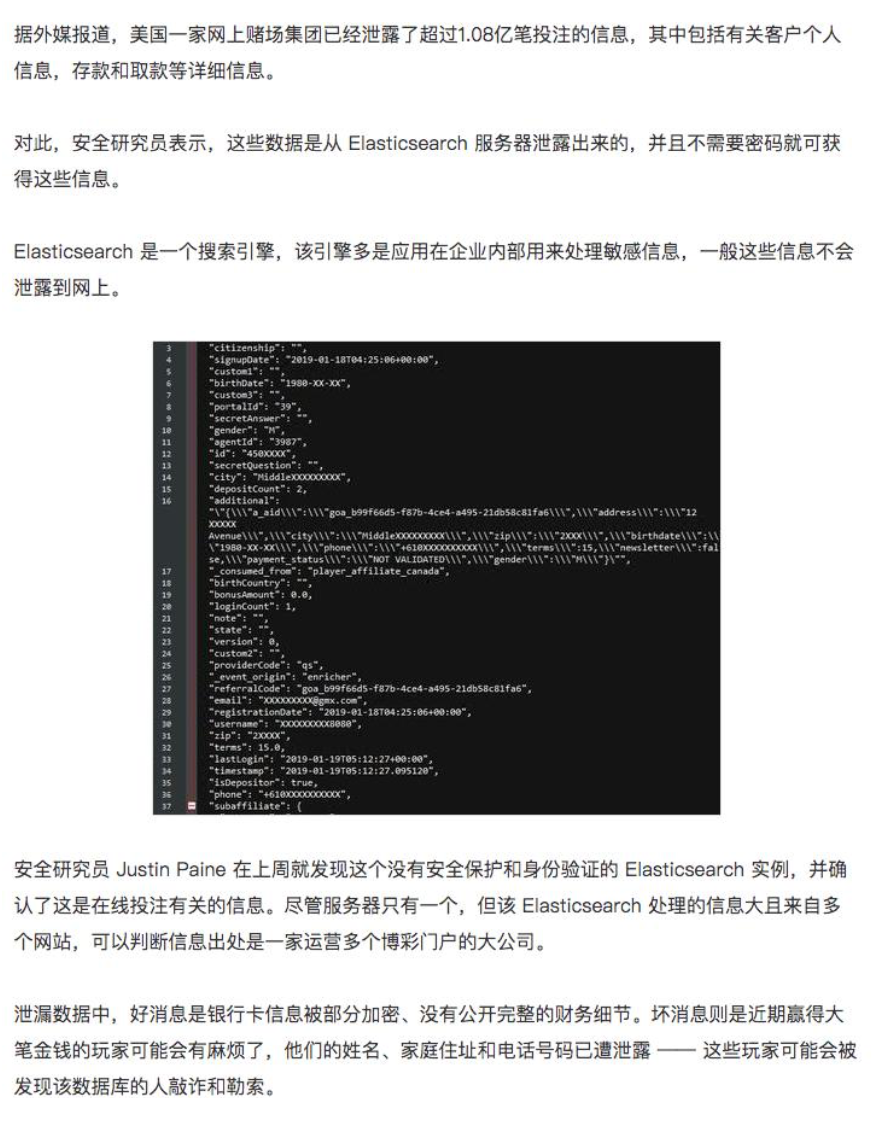 据外媒报道，美国一家网上赌场集团已经泄露了超过1.08亿笔投注的信息，其中包括有关客户个人
信息，存款和取款等详细信息。
对此，安全研究员表示，这些数据是从 Elasticsearch 服务器泄露出来的，并且不需要密码就可获
得这些信息。
Elasticsearch 是一个搜索引擎，该引擎多是应用在企业内部用来处理敏感信息，一般这些信息不会
泄露到网上。
3 "citizenship": "",
4 "signupDate": "2019-01-18T04:25:06+00:00",
5 "custom1": "",
6 "birthDate": "1980-XX-XX",
7 "custom3": "",
8 "portalId": "39",
9 "secretAnswer": "",
10 "gender": "M",
11 "agentId": "3987",
12 "id": "450XXXX",
13 "secretQuestion": "",
14 "city": "MiddleXXXXXXXXX",
15 "depositCount": 2,
16 "additional":
"\"{\\\"a_aid\\\":\\\"goa_b99f66d5-f87b-4ce4-a495-21db58c81fa6\\\",\\\"address\\\":\\\"12
XXXXX
Avenue\\\",\\\"city\\\":\\\"MiddleXXXXXXXXX\\\",\\\"zip\\\":\\\"2XXX\\\",\\\"birthdate\\\":\\
\"1980-XX-XX\\\",\\\"phone\\\":\\\"+610XXXXXXXXXX\\\",\\\"terms\\\":15,\\\"newsletter\\\":fal
se,\\\"payment_status\\\":\\\"NOT VALIDATED\\\",\\\"gender\\\":\\\"M\\\"}\"",
17 "_consumed_from": "player_affiliate_canada",
18 "birthCountry": "",
19 "bonusAmount": 0.0,
20 "loginCount": 1,
21 "note": "",
22 "state": "",
23 "version": 0,
24 "custom2": "",
25 "providerCode": "qs",
26 "_event_origin": "enricher",
27 "referralCode": "goa_b99f66d5-f87b-4ce4-a495-21db58c81fa6",
28 "email": "XXXXXXXXX@gmx.com",
29 "registrationDate": "2019-01-18T04:25:06+00:00",
30 "username": "XXXXXXXXX8080",
31 "zip": "2XXXX",
32 "terms": 15.0,
33 "lastLogin": "2019-01-19T05:12:27+00:00",
34 "timestamp": "2019-01-19T05:12:27.095120",
35 "isDepositor": true,
36 "phone": "+610XXXXXXXXXX",
37 "subaffiliate": {
安全研究员 Justin Paine 在上周就发现这个没有安全保护和身份验证的 Elasticsearch 实例，并确
认了这是在线投注有关的信息。尽管服务器只有一个，但该 Elasticsearch 处理的信息大且来自多
个网站，可以判断信息出处是一家运营多个博彩门户的大公司。
泄漏数据中，好消息是银行卡信息被部分加密、没有公开完整的财务细节。坏消息则是近期赢得大
笔金钱的玩家可能会有麻烦了，他们的姓名、家庭住址和电话号码已遭泄露 —— 这些玩家可能会被
发现该数据库的人敲诈和勒索。